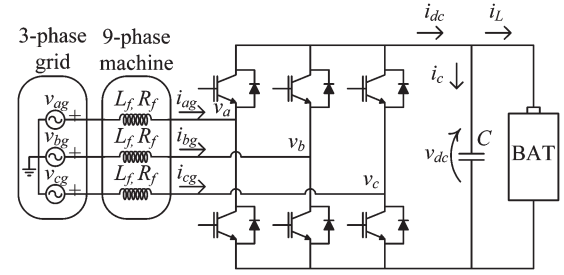 3-phase grid
9-phase machine
i_dc
i_L
v_ag
L_f, R_f
i_ag
v_a
v_bg
L_f, R_f
i_bg
v_b
v_cg
L_f, R_f
i_cg
v_c
i_c
v_dc
C
BAT